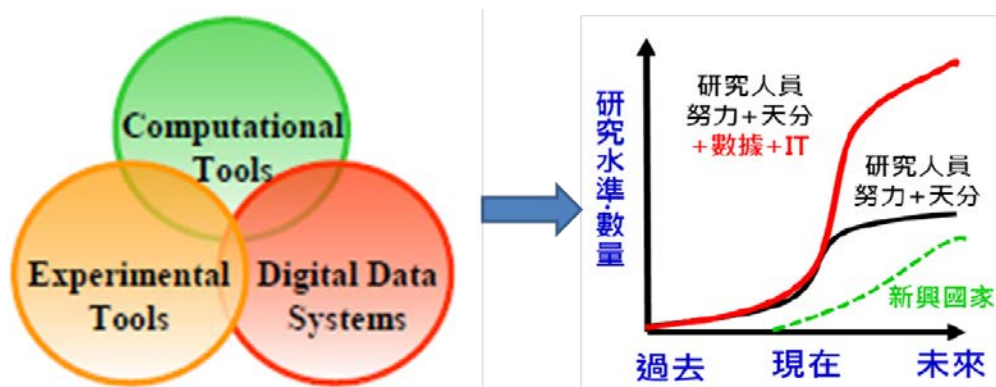 Computational
Tools
Experimental
Tools
Digital Data
Systems
研究水準·數量
研究人員
努力+天分
+數據+IT
研究人員
努力+天分
新興國家
過去
現在
未來